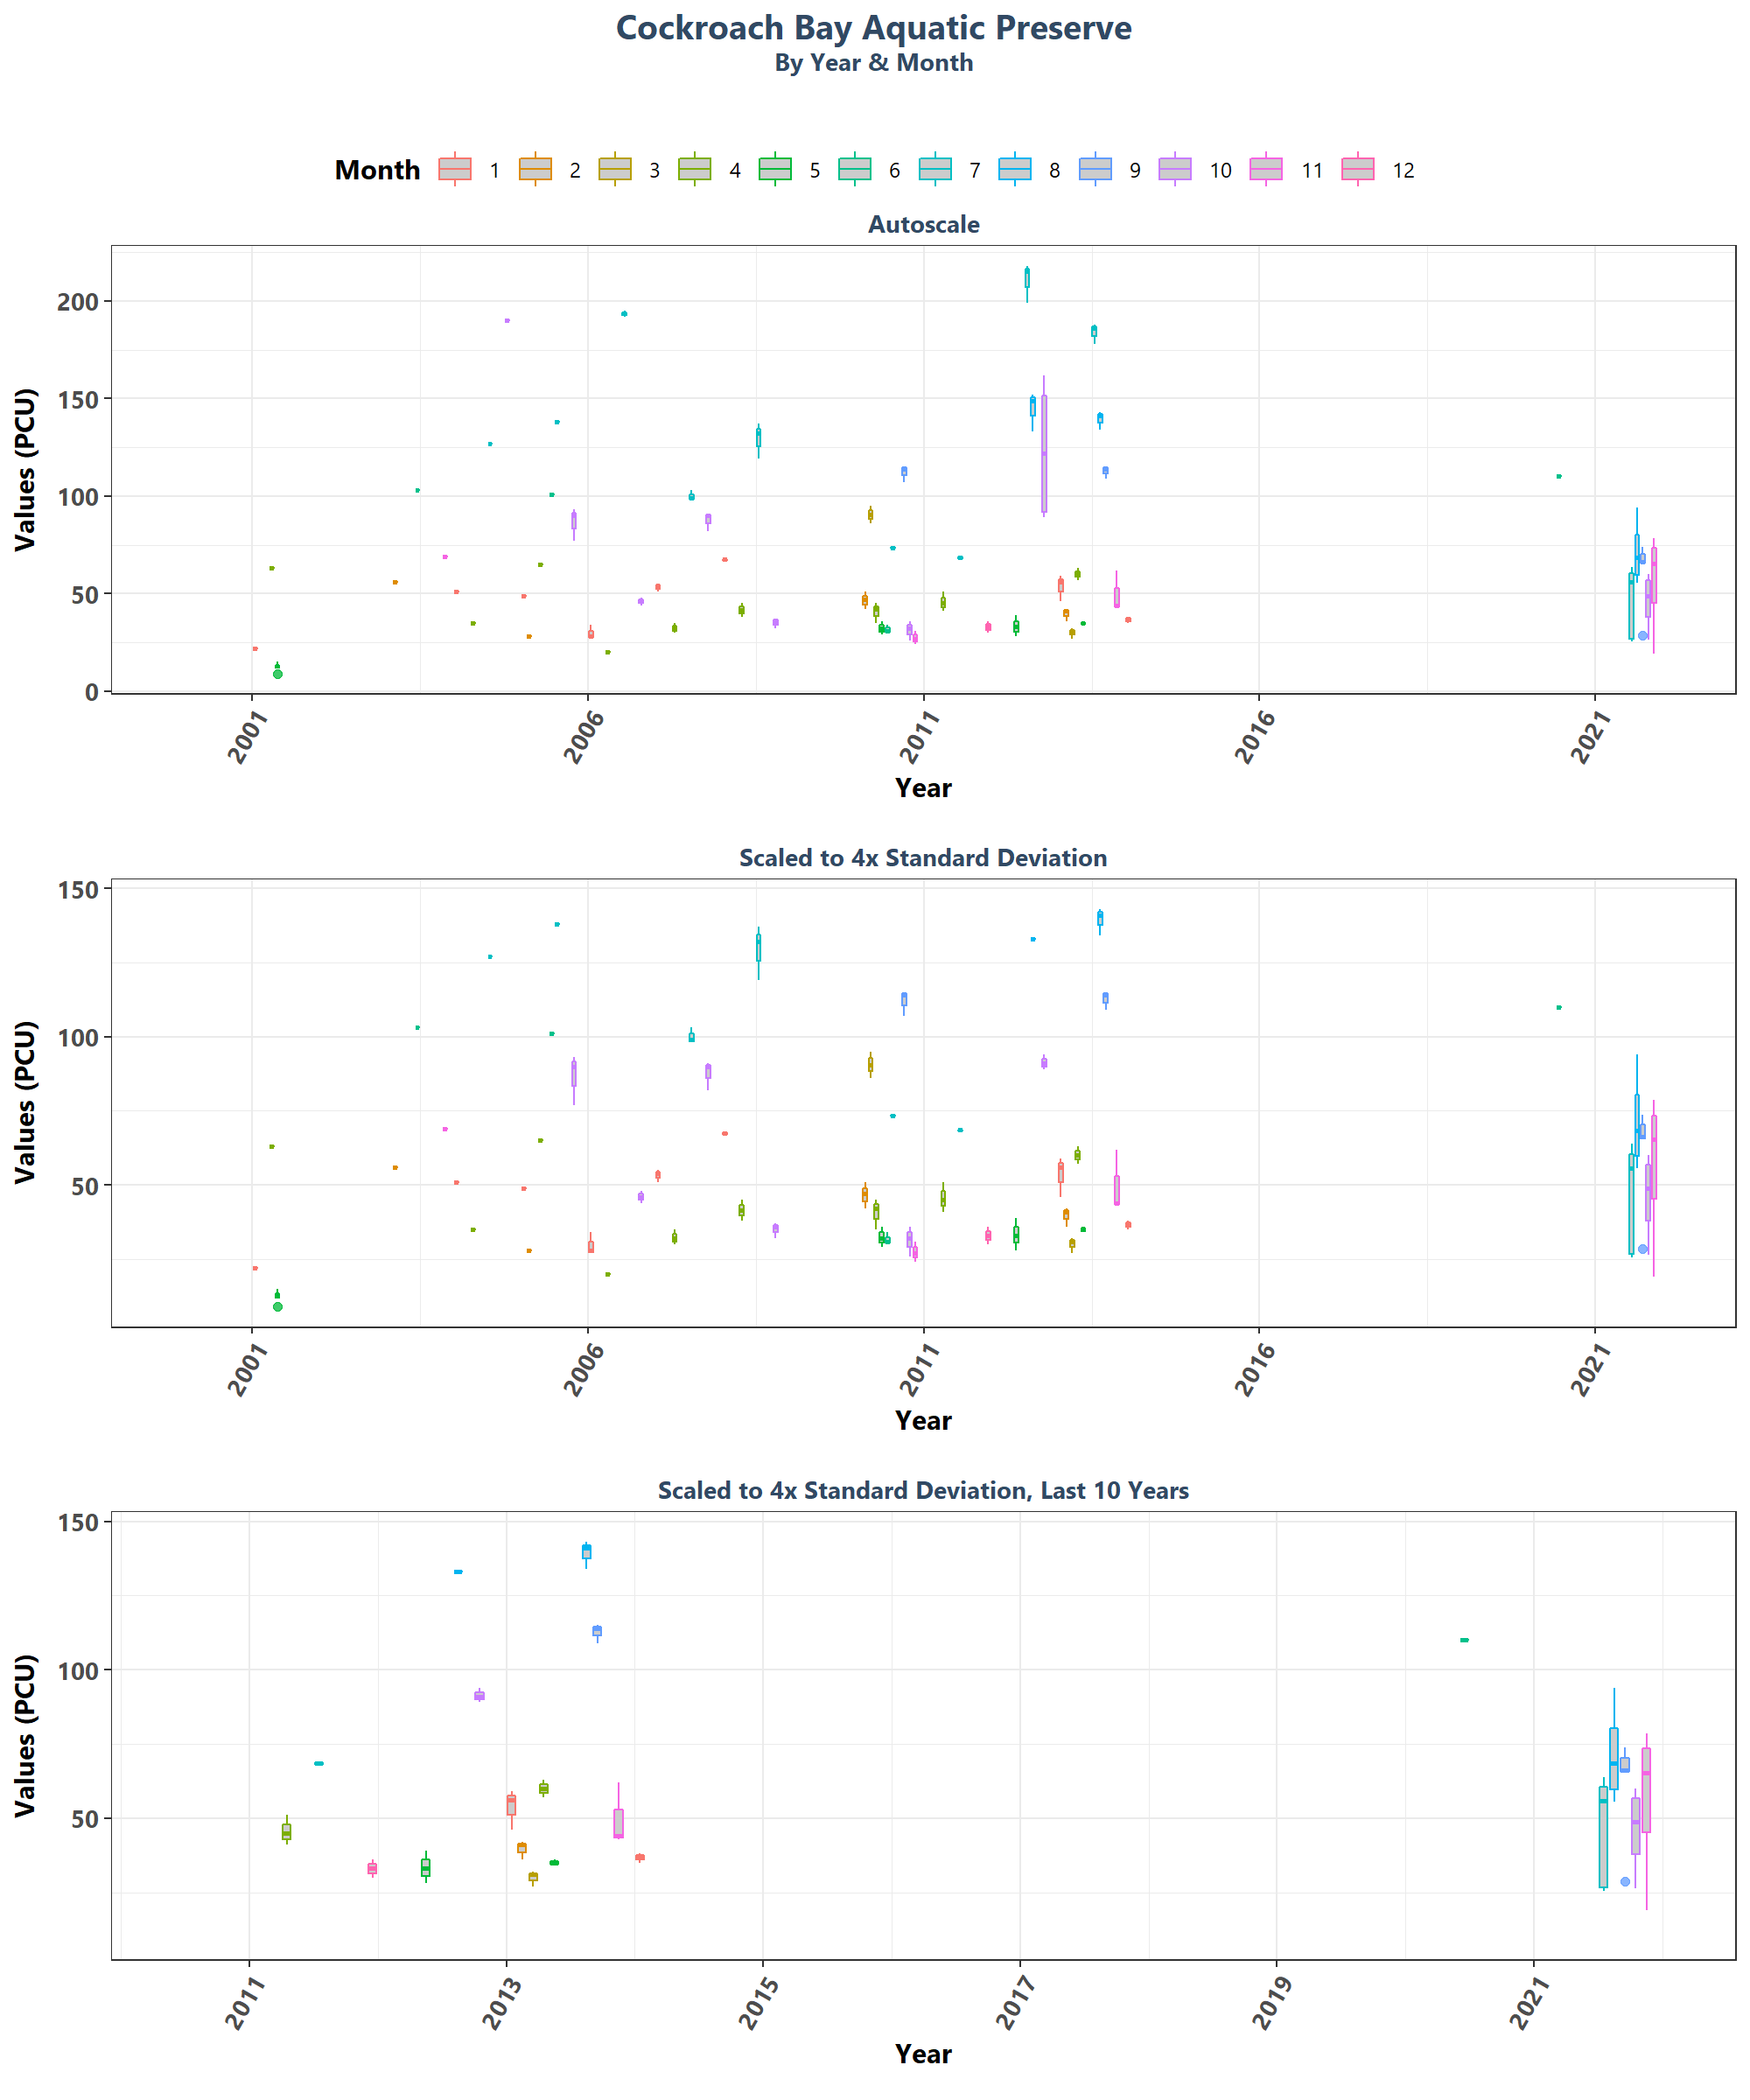 Cockroach Bay Aquatic Preserve
By Year & Month
Month 1 2 3 4 5 6 7 8 9 10 11 12
Autoscale
Values (PCU)
200
150
100
50
0
2001 2006 2011 2016 2021
Year
Scaled to 4x Standard Deviation
Values (PCU)
150
100
50
2001 2006 2011 2016 2021
Year
Scaled to 4x Standard Deviation, Last 10 Years
Values (PCU)
150
100
50
2011 2013 2015 2017 2019 2021
Year